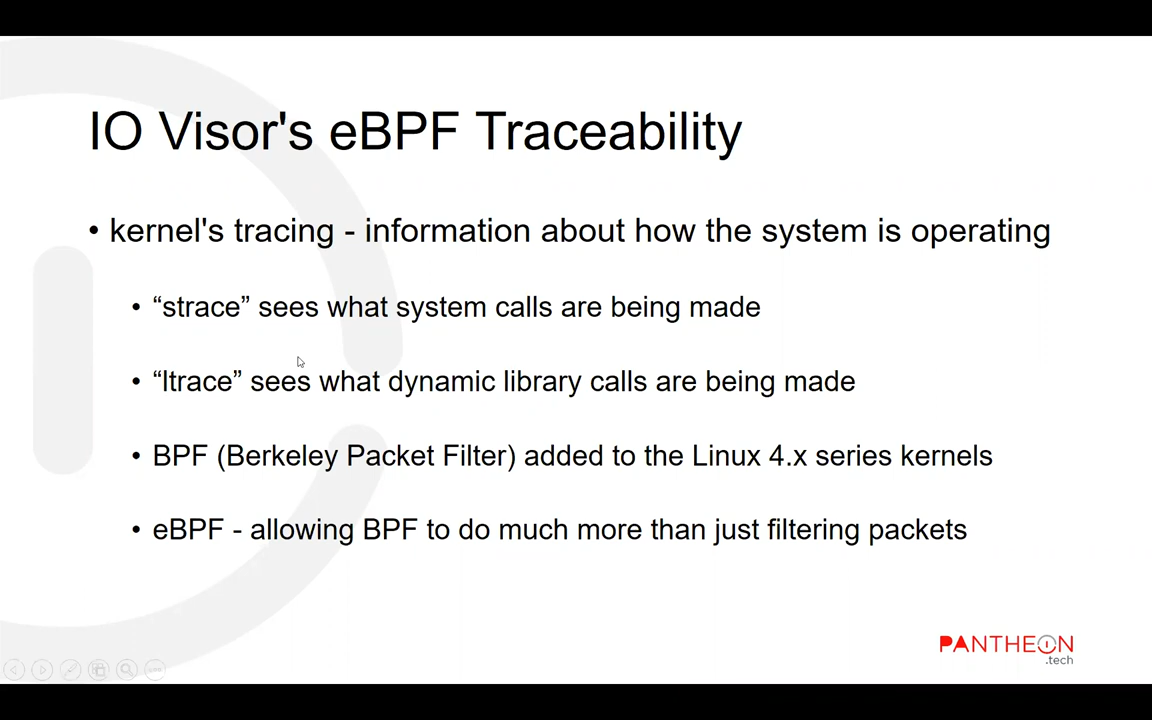 IO Visor's eBPF Traceability
• kernel's tracing - information about how the system is operating
• “strace” sees what system calls are being made
• “ltrace” sees what dynamic library calls are being made
• BPF (Berkeley Packet Filter) added to the Linux 4.x series kernels
• eBPF - allowing BPF to do much more than just filtering packets
PANTHEON
.tech